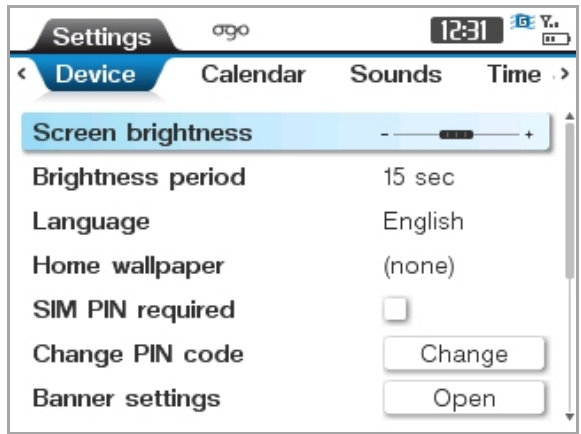 Settings ogo 12:31 G
Device Calendar Sounds Time
Screen brightness - +
Brightness period 15 sec
Language English
Home wallpaper (none)
SIM PIN required
Change PIN code Change
Banner settings Open